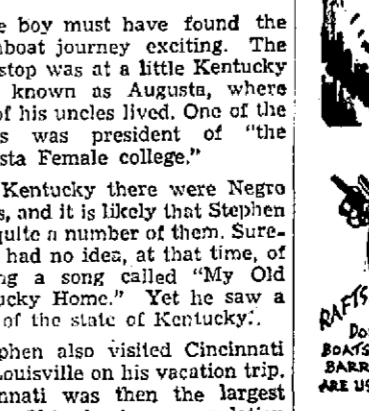 e boy must have found the
nboat journey exciting. The
stop was at a little Kentucky
known as Augusta, where
of his uncles lived. One of the
s was president of "the
sta Female college."
Kentucky there were Negro
s, and it is likely that Stephen
quite a number of them. Sure-
had no idea, at that time, of
ng a song called "My Old
ucky Home." Yet he saw a
of the state of Kentucky.
phen also visited Cincinnati
Louisville on his vacation trip.
nnati was then the largest
RAFTS
BOATS
BARR
ARE US